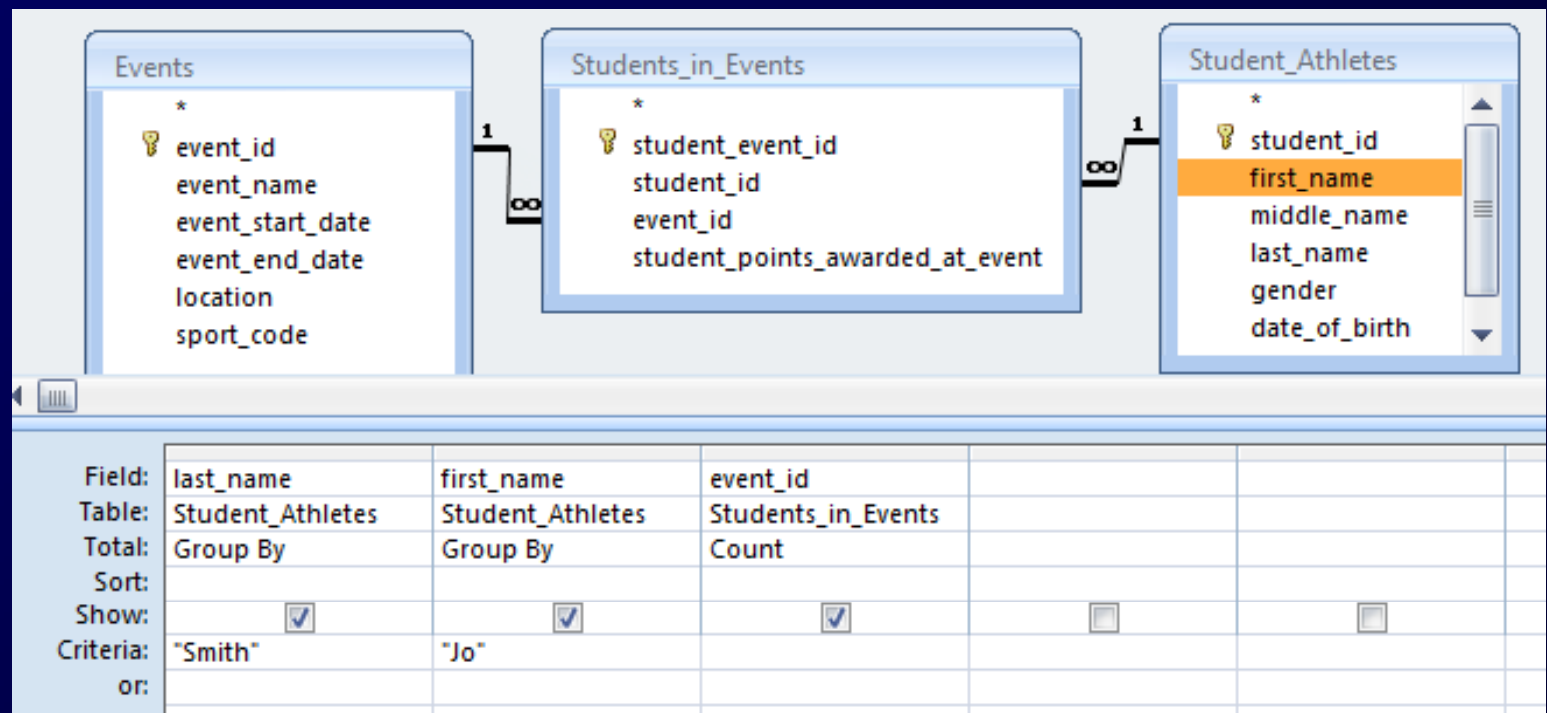 Events
*
event_id
event_name
event_start_date
event_end_date
location
sport_code
1
∞
Students_in_Events
*
student_event_id
student_id
event_id
student_points_awarded_at_event
∞
1
Student_Athletes
*
student_id
first_name
middle_name
last_name
gender
date_of_birth
Field: last_name first_name event_id
Table: Student_Athletes Student_Athletes Students_in_Events
Total: Group By Group By Count
Sort:
Show:
Criteria: "Smith" "Jo"
or: